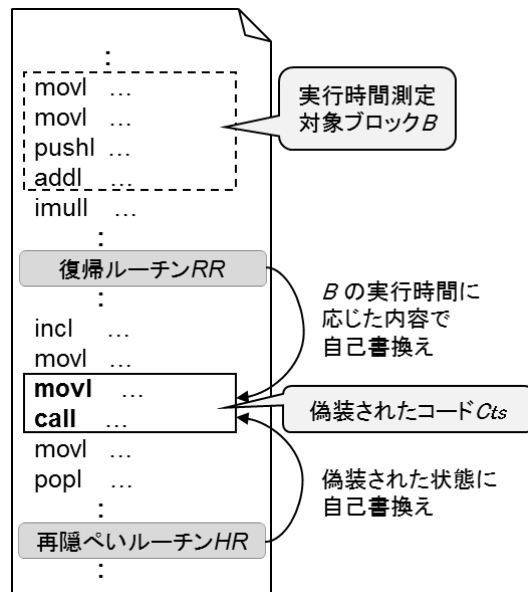 :
movl …
movl …
pushl …
addl …
imull …
:
実行時間測定
対象ブロックB
復帰ルーチンRR
:
B の実行時間に
応じた内容で
自己書換え
incl …
movl …
movl …
call …
偽装されたコードCts
movl …
popl …
:
偽装された状態に
自己書換え
再隠ぺいルーチンHR
: